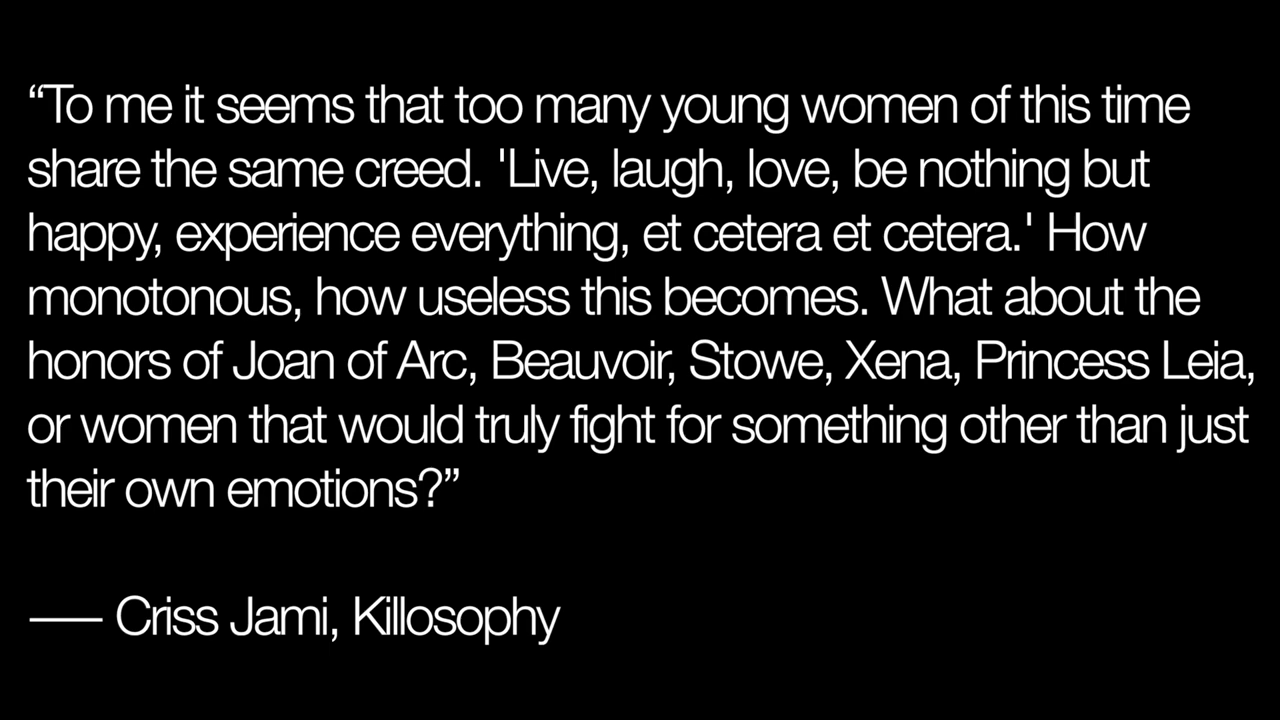 “To me it seems that too many young women of this time
share the same creed. 'Live, laugh, love, be nothing but
happy, experience everything, et cetera et cetera.' How
monotonous, how useless this becomes. What about the
honors of Joan of Arc, Beauvoir, Stowe, Xena, Princess Leia,
or women that would truly fight for something other than just
their own emotions?”
—– Criss Jami, Killosophy